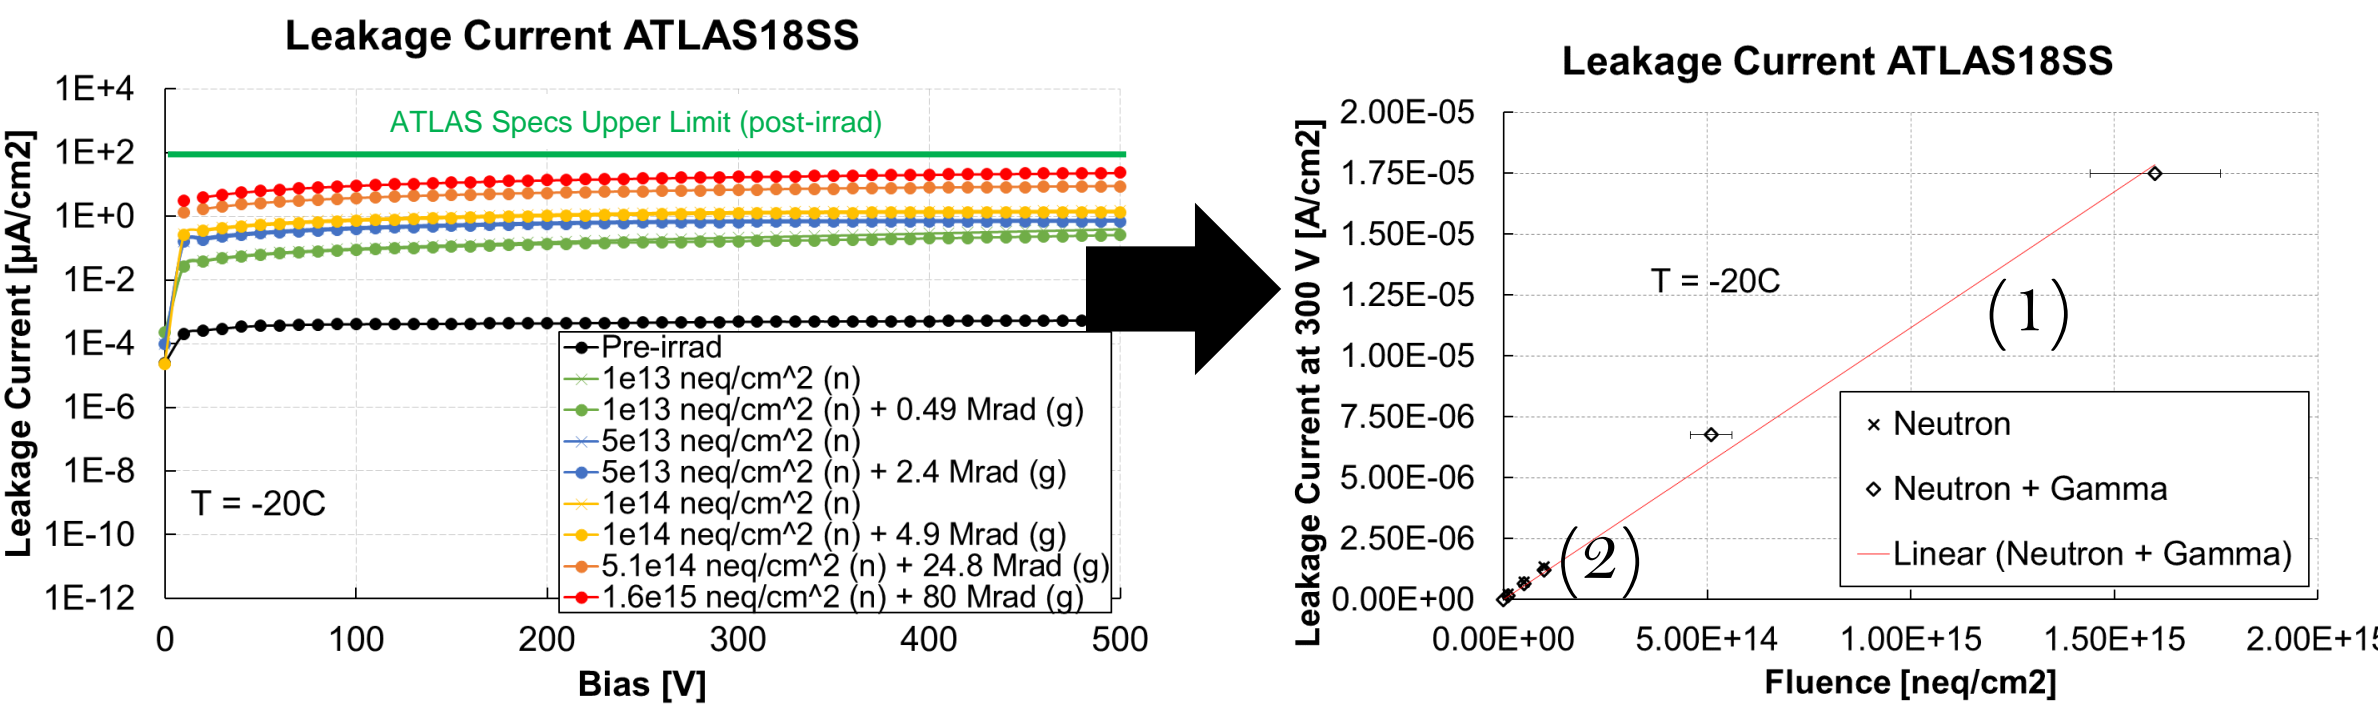 Leakage Current ATLAS18SS
Leakage Current [µA/cm2]
1E+4
1E+2
1E+0
1E-2
1E-4
1E-6
1E-8
1E-10
1E-12
ATLAS Specs Upper Limit (post-irrad)
T = -20C
Pre-irrad
1e13 neq/cm^2 (n)
1e13 neq/cm^2 (n) + 0.49 Mrad (g)
5e13 neq/cm^2 (n)
5e13 neq/cm^2 (n) + 2.4 Mrad (g)
1e14 neq/cm^2 (n)
1e14 neq/cm^2 (n) + 4.9 Mrad (g)
5.1e14 neq/cm^2 (n) + 24.8 Mrad (g)
1.6e15 neq/cm^2 (n) + 80 Mrad (g)
0 100 200 300 400 500
Bias [V]
Leakage Current ATLAS18SS
Leakage Current at 300 V [A/cm2]
2.00E-05
1.75E-05
1.50E-05
1.25E-05
1.00E-05
7.50E-06
5.00E-06
2.50E-06
0.00E+00
T = -20C
(1)
(2)
Neutron
Neutron + Gamma
Linear (Neutron + Gamma)
0.00E+00 5.00E+14 1.00E+15 1.50E+15 2.00E+15
Fluence [neq/cm2]